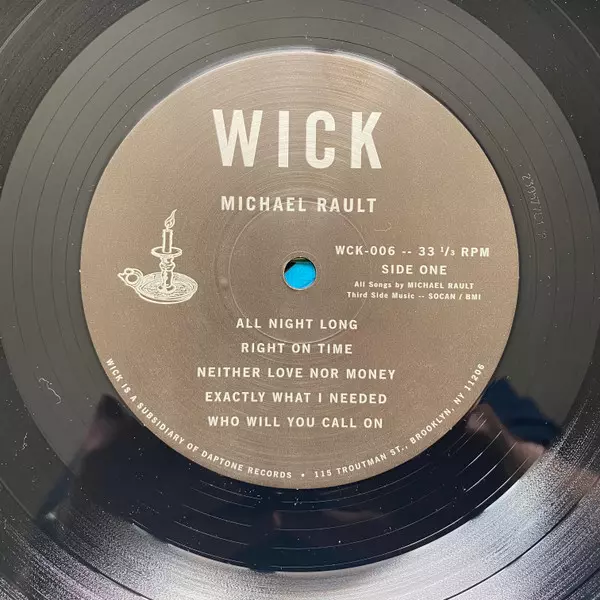 WICK
MICHAEL RAULT
WCK-006 -- 33 1/3 RPM
SIDE ONE
All Songs by MICHAEL RAULT
Third Side Music -- SOCAN / BMI
ALL NIGHT LONG
RIGHT ON TIME
NEITHER LOVE NOR MONEY
EXACTLY WHAT I NEEDED
WHO WILL YOU CALL ON
WICK IS A SUBSIDIARY OF DAPTONE RECORDS • 115 TROUTMAN ST., BROOKLYN, NY 11206